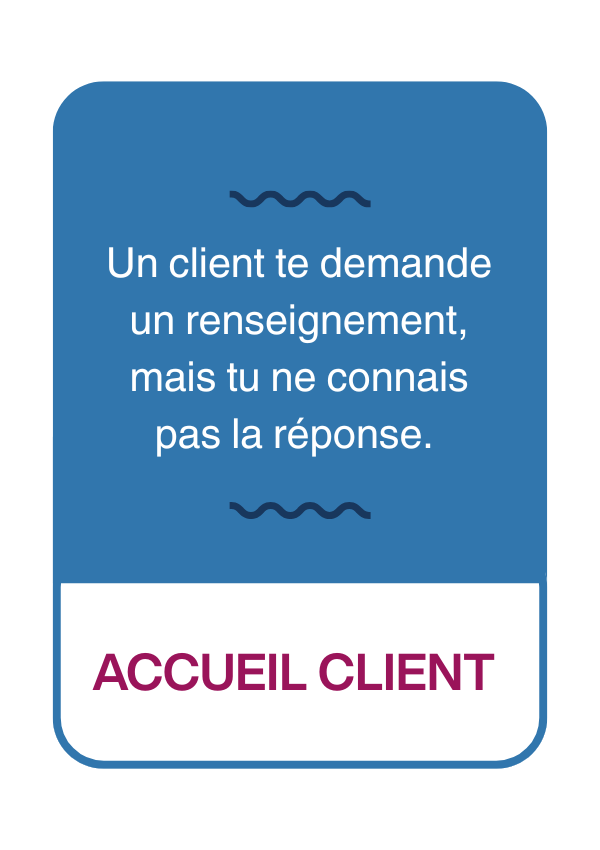 Un client te demande
un renseignement,
mais tu ne connais
pas la réponse.
ACCUEIL CLIENT